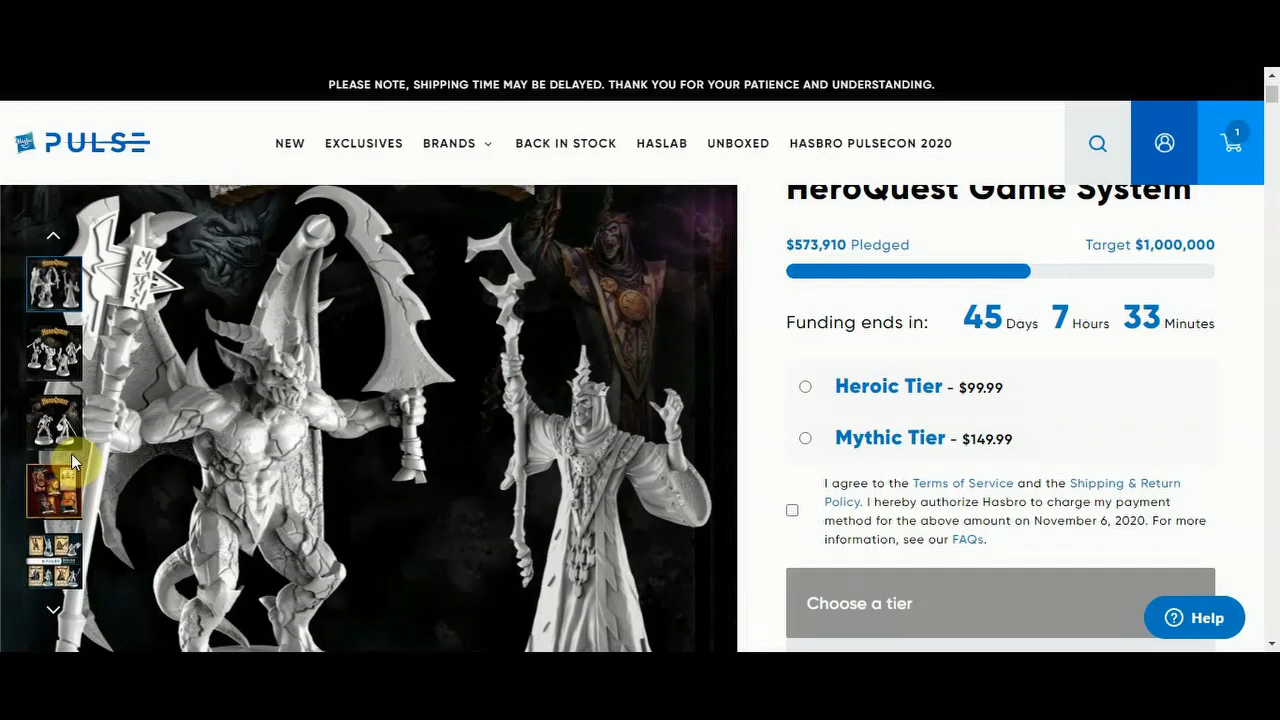 PLEASE NOTE, SHIPPING TIME MAY BE DELAYED. THANK YOU FOR YOUR PATIENCE AND UNDERSTANDING.
Hasbro PULSE
NEW EXCLUSIVES BRANDS BACK IN STOCK HASLAB UNBOXED HASBRO PULSECON 2020
1
HeroQuest Game System
$573,910 Pledged Target $1,000,000
Funding ends in: 45 Days 7 Hours 33 Minutes
Heroic Tier - $99.99
Mythic Tier - $149.99
I agree to the Terms of Service and the Shipping & Return
Policy. I hereby authorize Hasbro to charge my payment
method for the above amount on November 6, 2020. For more
information, see our FAQs.
Choose a tier
Help